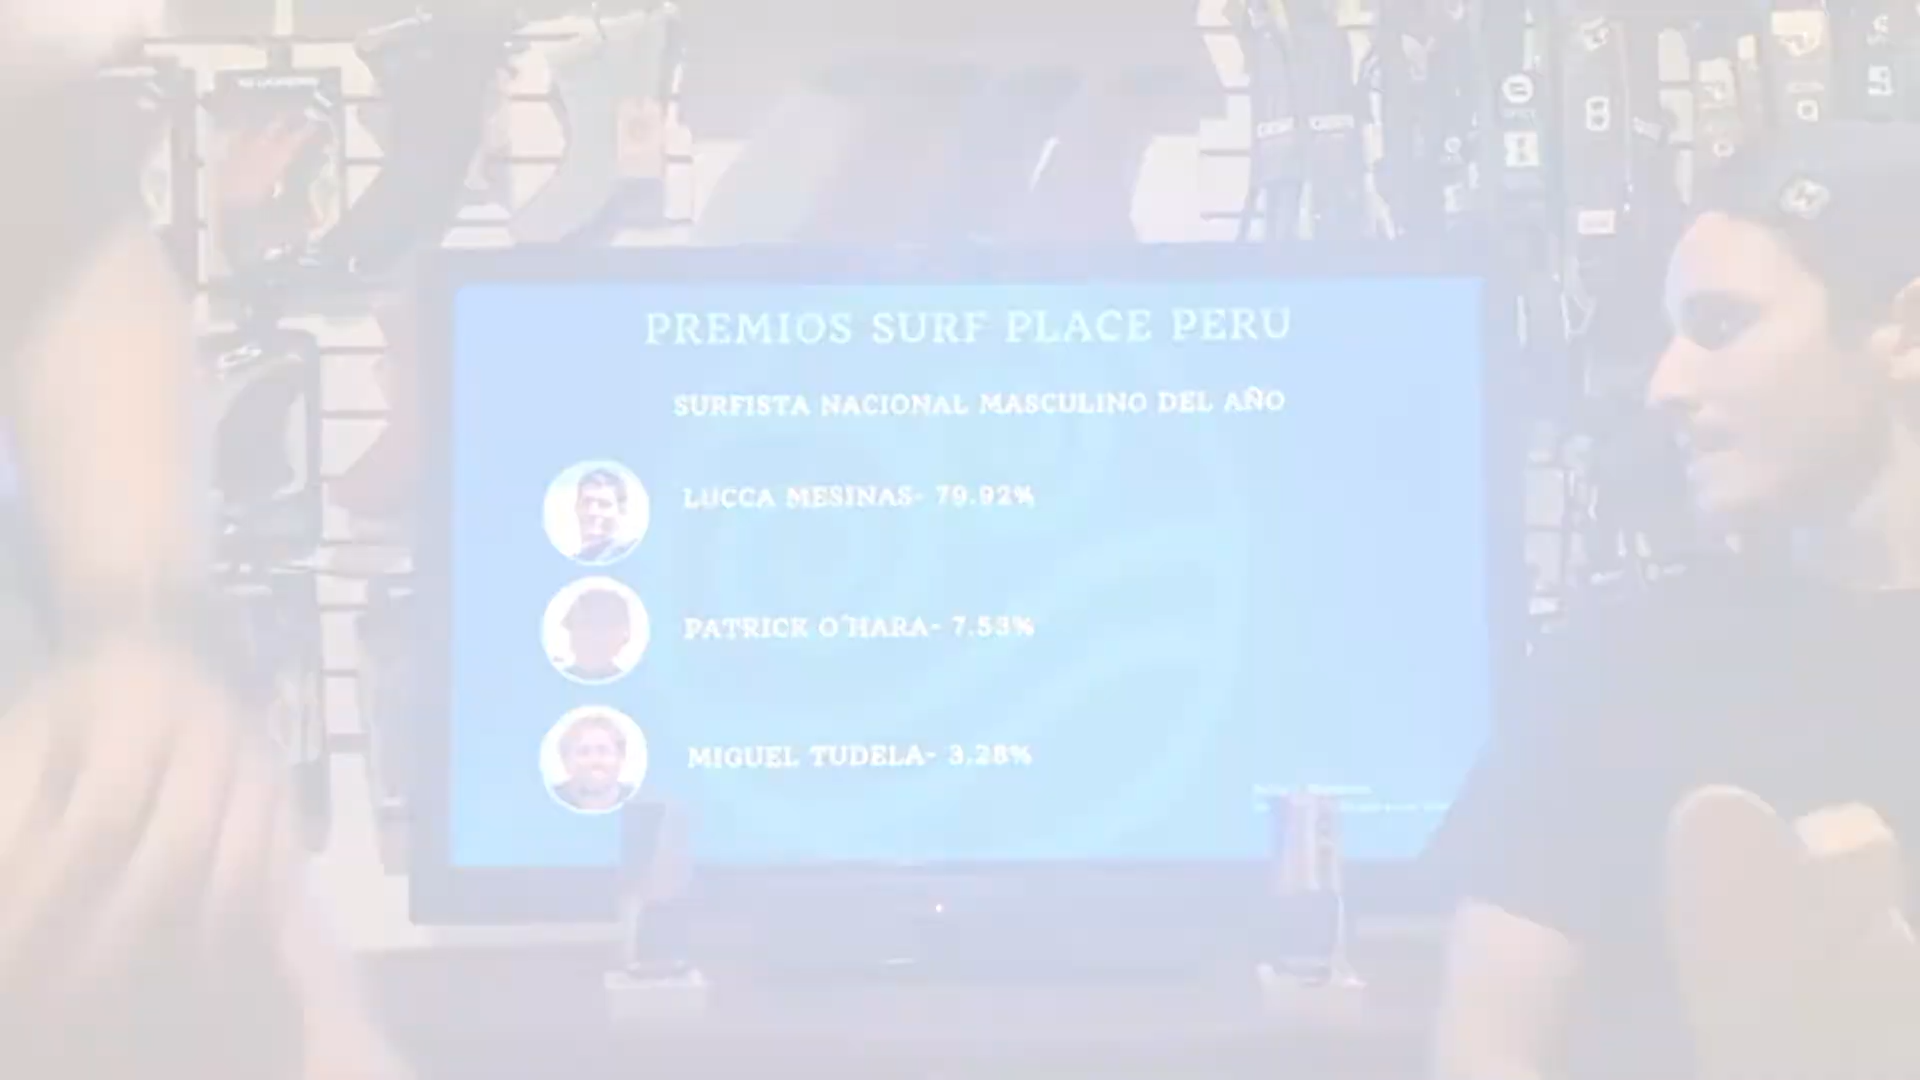 PREMIOS SURF PLACE PERU
SURFISTA NACIONAL MASCULINO DEL AÑO
LUCCA MESINAS- 79.92%
PATRICK O´HARA- 7.53%
MIGUEL TUDELA- 3.28%